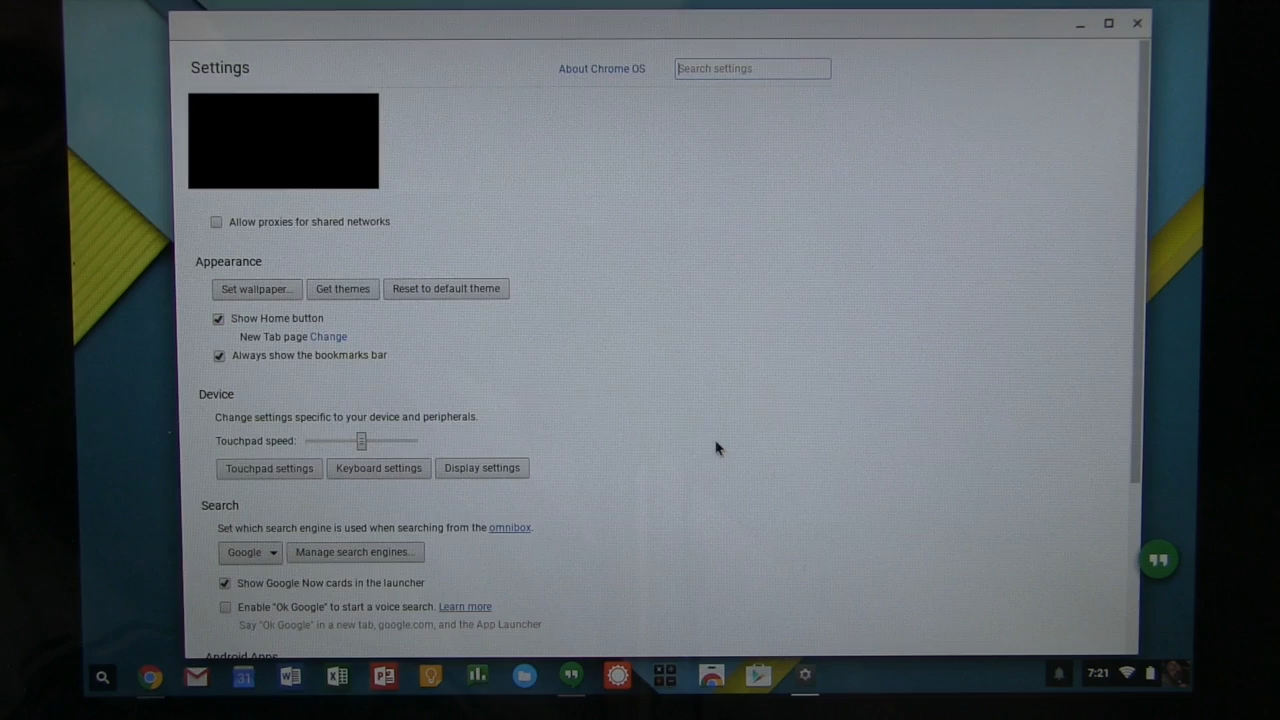 Settings
About Chrome OS
Search settings
Allow proxies for shared networks
Appearance
Set wallpaper...
Get themes
Reset to default theme
Show Home button
New Tab page Change
Always show the bookmarks bar
Device
Change settings specific to your device and peripherals.
Touchpad speed:
Touchpad settings
Keyboard settings
Display settings
Search
Set which search engine is used when searching from the omnibox.
Google
Manage search engines...
Show Google Now cards in the launcher
Enable "Ok Google" to start a voice search. Learn more
Say "Ok Google" in a new tab, google.com, and the App Launcher
Android Apps
31
W
X
P
7:21